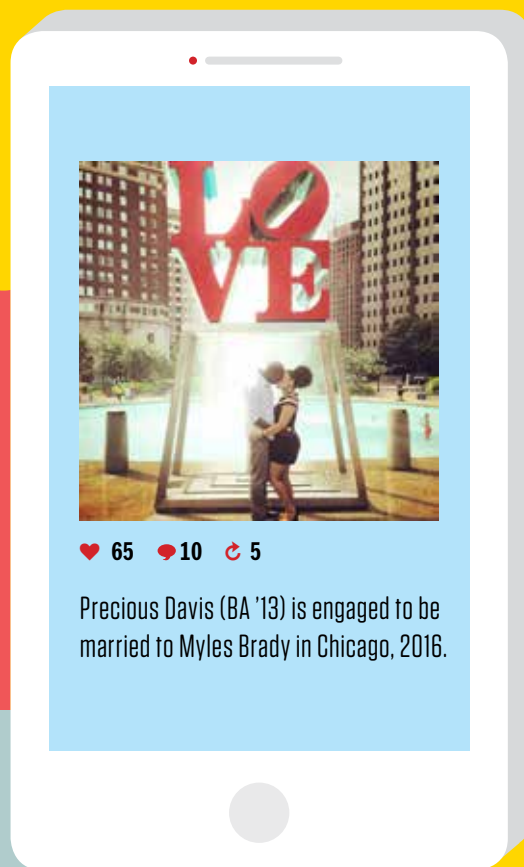 LO
VE
65 10 5
Precious Davis (BA ’13) is engaged to be
married to Myles Brady in Chicago, 2016.